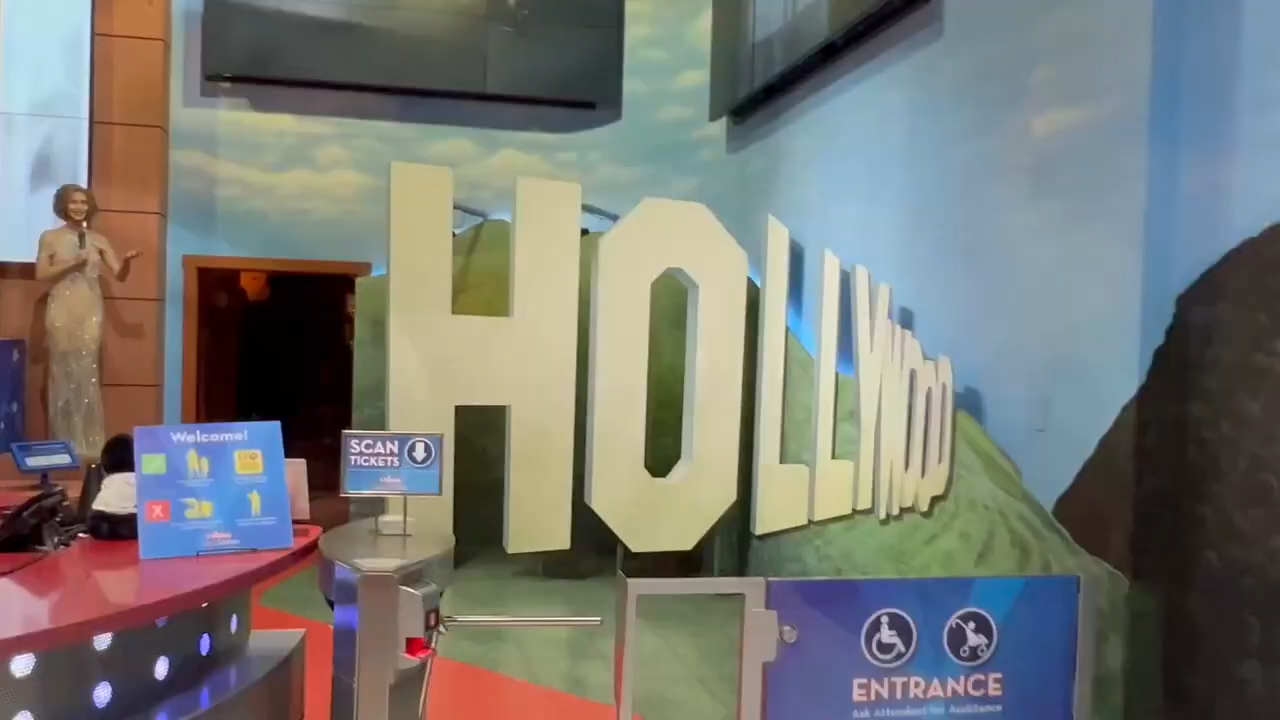 HOLLYWOOD
Welcome!
SCAN
TICKETS
ENTRANCE
Ask Attendant for Assistance